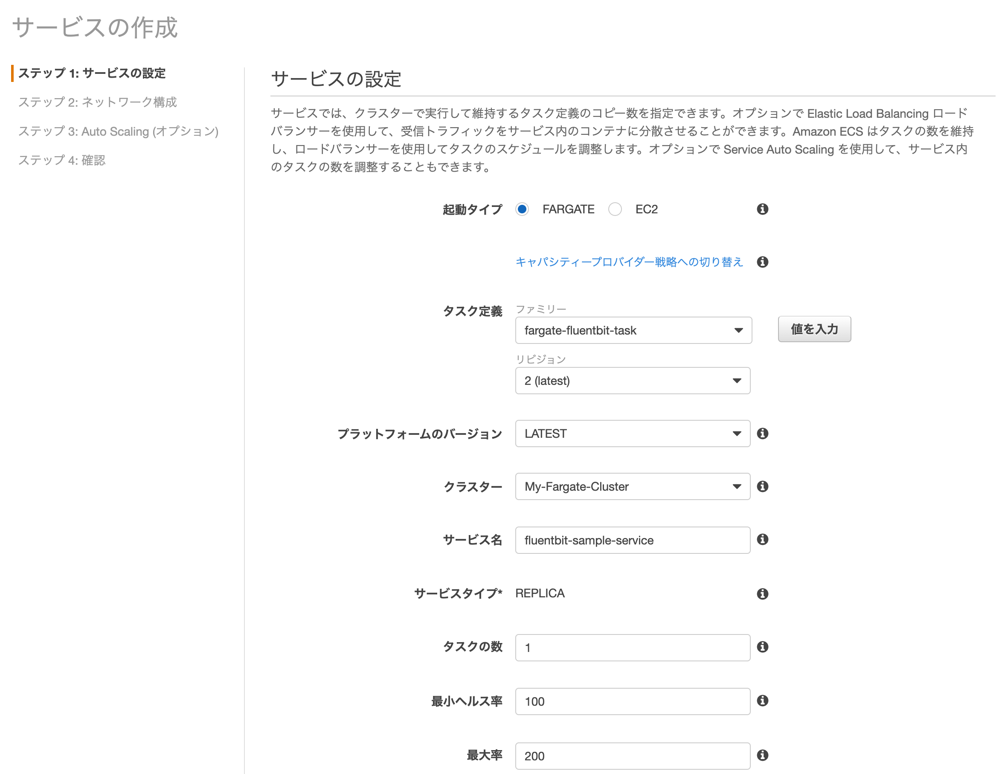 サービスの作成
ステップ 1: サービスの設定
ステップ 2: ネットワーク構成
ステップ 3: Auto Scaling (オプション)
ステップ 4: 確認
サービスの設定
サービスでは、クラスターで実行して維持するタスク定義のコピー数を指定できます。オプションで Elastic Load Balancing ロード
バランサーを使用して、受信トラフィックをサービス内のコンテナに分散させることができます。Amazon ECS はタスクの数を維持
し、ロードバランサーを使用してタスクのスケジュールを調整します。オプションで Service Auto Scaling を使用して、サービス内
のタスクの数を調整することもできます。
起動タイプ FARGATE EC2
キャパシティープロバイダー戦略への切り替え
タスク定義 ファミリー
fargate-fluentbit-task 値を入力
リビジョン
2 (latest)
プラットフォームのバージョン LATEST
クラスター My-Fargate-Cluster
サービス名 fluentbit-sample-service
サービスタイプ* REPLICA
タスクの数 1
最小ヘルス率 100
最大率 200